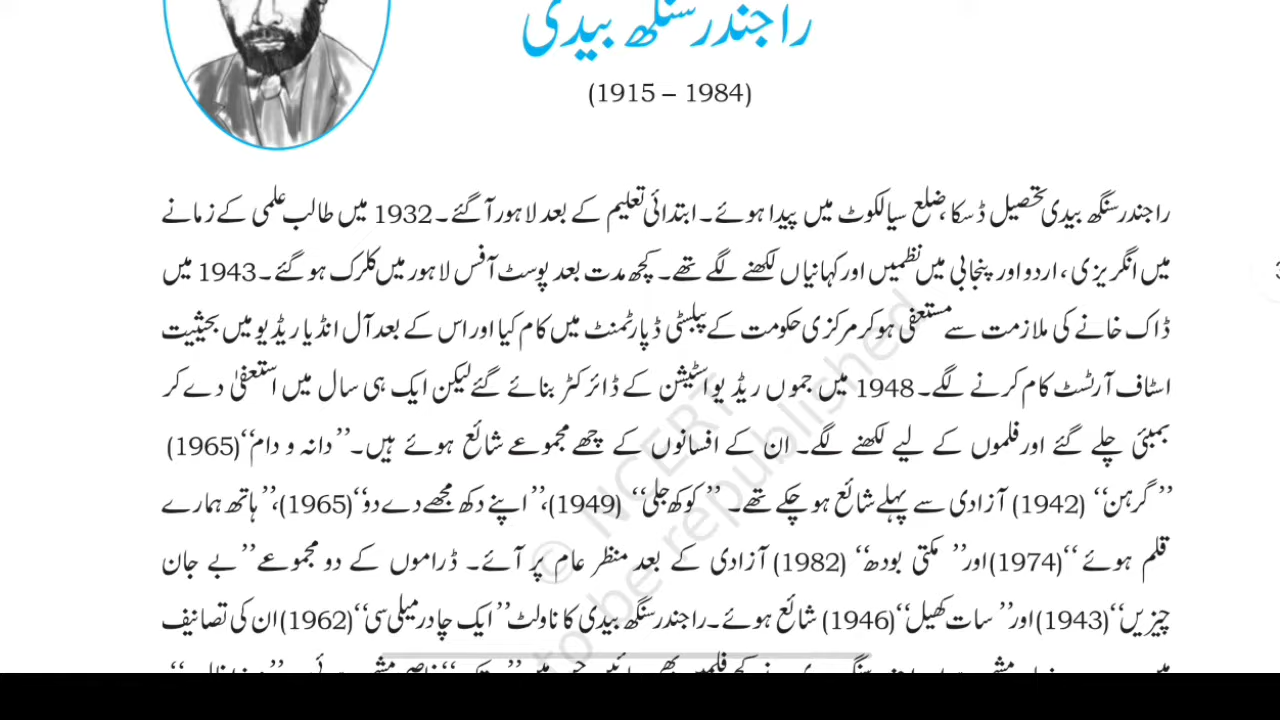 راجندر سنگھ بیدی
(1915 – 1984)
راجندر سنگھ بیدی تحصیل ڈسکا، ضلع سیالکوٹ میں پیدا ہوئے۔ ابتدائی تعلیم کے بعد لاہور آ گئے۔ 1932 میں طالب علمی کے زمانے
میں انگریزی، اردو اور پنجابی میں نظمیں اور کہانیاں لکھنے لگے تھے۔ کچھ مدت بعد پوسٹ آفس لاہور میں کلرک ہو گئے۔ 1943 میں
ڈاک خانے کی ملازمت سے مستعفی ہو کر مرکزی حکومت کے پبلسٹی ڈپارٹمنٹ میں کام کیا اور اس کے بعد آل انڈیا ریڈیو میں بحیثیت
اسٹاف آرٹسٹ کام کرنے لگے۔ 1948 میں جموں ریڈیو اسٹیشن کے ڈائرکٹر بنائے گئے لیکن ایک ہی سال میں استعفیٰ دے کر
بمبئی چلے گئے اور فلموں کے لیے لکھنے لگے۔ ان کے افسانوں کے چھے مجموعے شائع ہوئے ہیں۔ ’’دانہ و دام‘‘ (1965)
’’گرہن‘‘ (1942) آزادی سے پہلے شائع ہو چکے تھے۔ ’’کوکھ جلی‘‘ (1949)، ’’اپنے دکھ مجھے دے دو‘‘ (1965)، ’’ہاتھ ہمارے
قلم ہوئے‘‘ (1974) اور ’’مکتی بودھ‘‘ (1982) آزادی کے بعد منظر عام پر آئے۔ ڈراموں کے دو مجموعے ’’بے جان
چیزیں‘‘ (1943) اور ’’سات کھیل‘‘ (1946) شائع ہوئے۔ راجندر سنگھ بیدی کا ناولٹ ’’ایک چادر میلی سی‘‘ (1962) ان کی تصانیف
© NCERT
to be republished